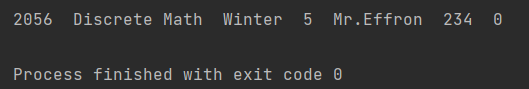 2056  Discrete Math  Winter  5  Mr.Effron  234  0
Process finished with exit code 0